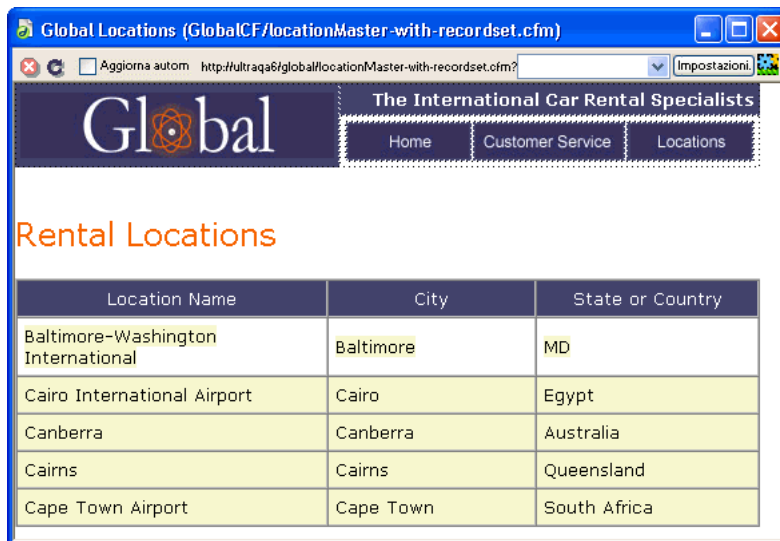 Global Locations (GlobalCF/locationMaster-with-recordset.cfm)
Aggiorna autom http://ultraqa6/global/locationMaster-with-recordset.cfm? Impostazioni.
Global
The International Car Rental Specialists
Home Customer Service Locations
Rental Locations
Location Name City State or Country
Baltimore-Washington
International Baltimore MD
Cairo International Airport Cairo Egypt
Canberra Canberra Australia
Cairns Cairns Queensland
Cape Town Airport Cape Town South Africa